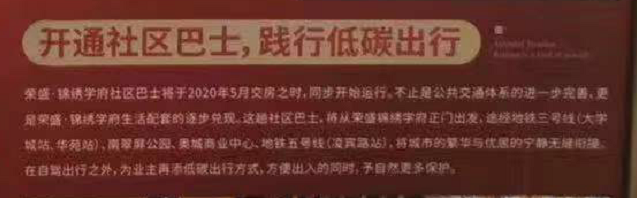 开通社区巴士,践行低碳出行
荣盛·锦绣学府社区巴士将于2020年5月交房之时,同步开始运行。不止是公共交通体系的进一步完善,更
是荣盛·锦绣学府生活配套的逐步兑现。这趟社区巴士,将从荣盛锦绣学府正门出发,途经地铁三号线(大学
城站、华苑站)、南翠屏公园、奥城商业中心、地铁五号线(凌宾路站),将城市的繁华与优居的宁静无缝衔接。
在自驾出行之外,为业主再添低碳出行方式,方便出入的同时,予自然更多保护。